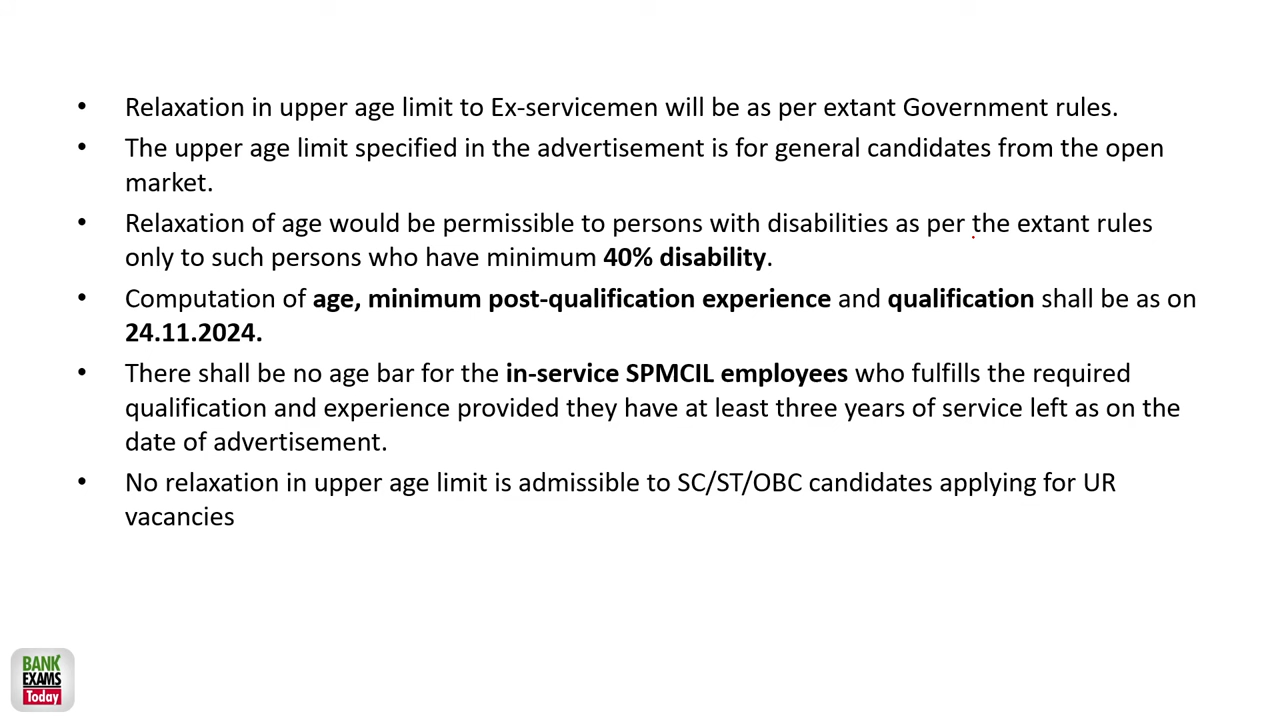 • Relaxation in upper age limit to Ex-servicemen will be as per extant Government rules.
• The upper age limit specified in the advertisement is for general candidates from the open
market.
• Relaxation of age would be permissible to persons with disabilities as per the extant rules
only to such persons who have minimum 40% disability.
• Computation of age, minimum post-qualification experience and qualification shall be as on
24.11.2024.
• There shall be no age bar for the in-service SPMCIL employees who fulfills the required
qualification and experience provided they have at least three years of service left as on the
date of advertisement.
• No relaxation in upper age limit is admissible to SC/ST/OBC candidates applying for UR
vacancies
BANK
EXAMS
Today